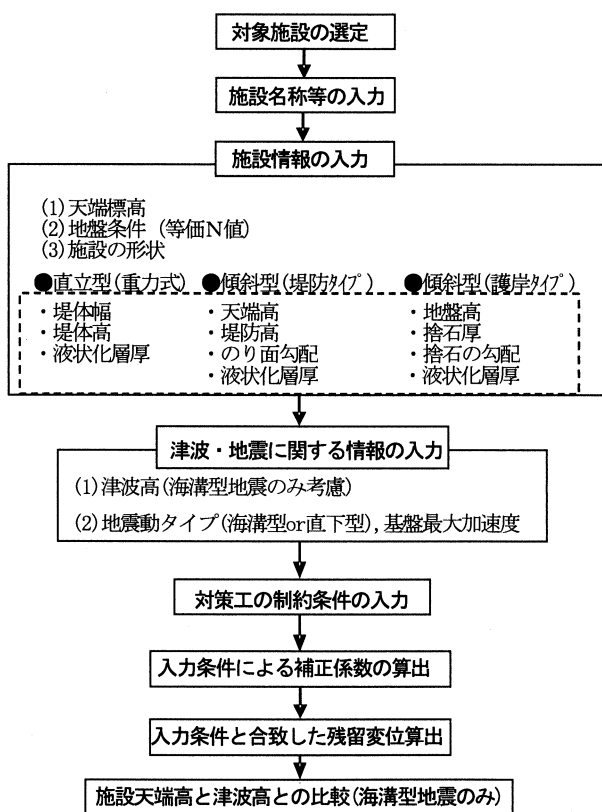 対象施設の選定
施設名称等の入力
施設情報の入力
(1)天端標高
(2)地盤条件 (等価N値)
(3)施設の形状
●直立型(重力式) ●傾斜型(堤防タイプ) ●傾斜型(護岸タイプ)
・堤体幅 ・天端高 ・地盤高
・堤体高 ・堤防高 ・捨石厚
・液状化層厚 ・のり面勾配 ・捨石の勾配
・液状化層厚 ・液状化層厚
津波・地震に関する情報の入力
(1)津波高(海溝型地震のみ考慮)
(2)地震動タイプ(海溝型or直下型),基盤最大加速度
対策工の制約条件の入力
入力条件による補正係数の算出
入力条件と合致した残留変位算出
施設天端高と津波高との比較(海溝型地震のみ)